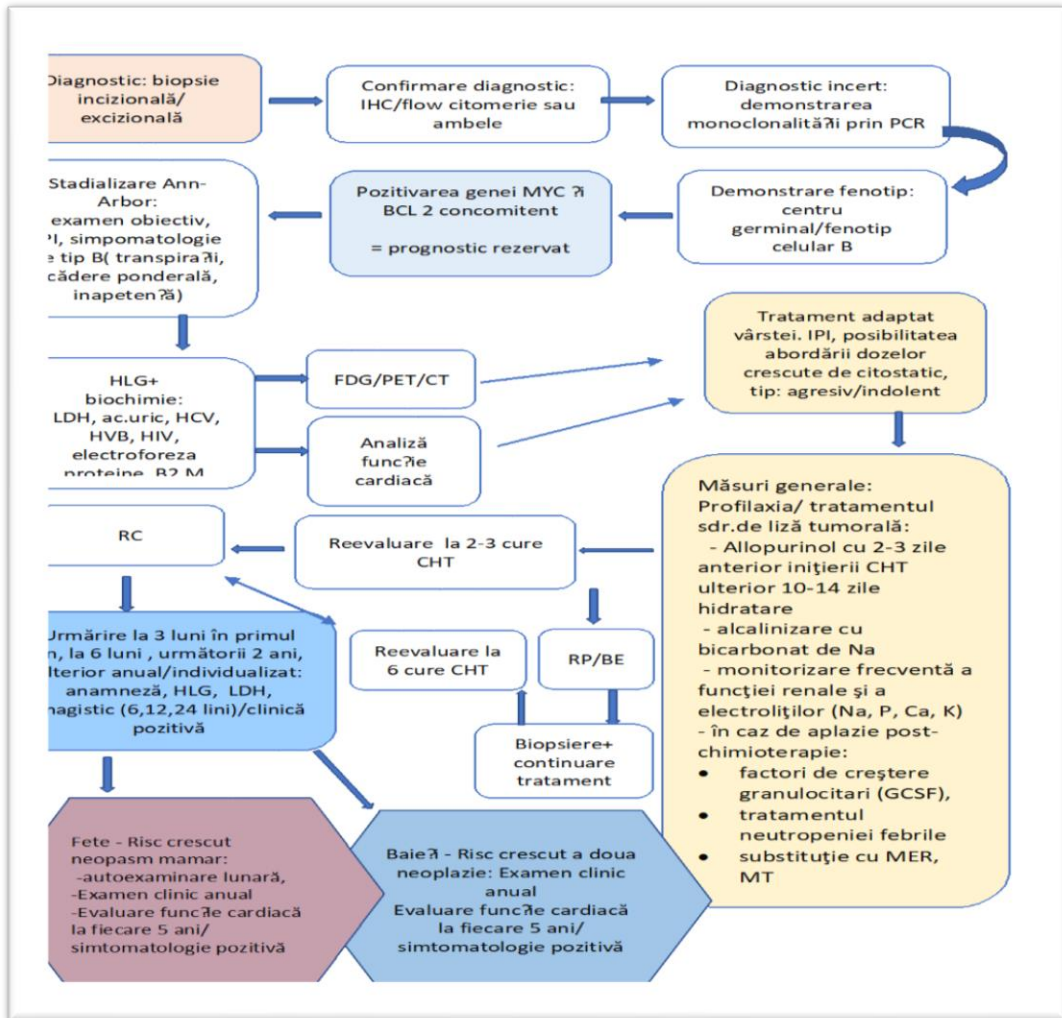 Diagnostic: biopsie
incizională/
excizională
Confirmare diagnostic:
IHC/flow citomerie sau
ambele
Diagnostic incert:
demonstrarea
monoclonalită?ii prin PCR
Stadializare Ann-
Arbor:
examen obiectiv,
PI, simpomatologie
e tip B( transpira?ii,
cădere ponderală,
inapeten?ă)
Pozitivarea genei MYC ?i
BCL 2 concomitent
= prognostic rezervat
Demonstrare fenotip:
centru
germinal/fenotip
celular B
HLG+
biochimie:
LDH, ac.uric, HCV,
HVB, HIV,
electroforeza
proteine, B2 M
FDG/PET/CT
Analiză
func?ie
cardiacă
Tratament adaptat
vârstei. IPI, posibilitatea
abordării dozelor
crescute de citostatic,
tip: agresiv/indolent
Măsuri generale:
Profilaxia/ tratamentul
sdr.de liză tumorală:
- Allopurinol cu 2-3 zile
anterior iniţierii CHT
ulterior 10-14 zile
hidratare
- alcalinizare cu
bicarbonat de Na
- monitorizare frecventă a
funcţiei renale şi a
electroliţilor (Na, P, Ca, K)
- în caz de aplazie post-
chimioterapie:
• factori de creştere
granulocitari (GCSF),
• tratamentul
neutropeniei febrile
• substituţie cu MER,
MT
RC
Reevaluare la 2-3 cure
CHT
Urmărire la 3 luni în primul
n, la 6 luni , următorii 2 ani,
lterior anual/individualizat:
anamneză, HLG, LDH,
magistic (6,12,24 lini)/clinică
pozitivă
Reevaluare la
6 cure CHT
RP/BE
Biopsiere+
continuare
tratament
Fete - Risc crescut
neopasm mamar:
-autoexaminare lunară,
-Examen clinic anual
-Evaluare func?ie cardiacă
la fiecare 5 ani/
simtomatologie pozitivă
Baie?i - Risc crescut a doua
neoplazie: Examen clinic
anual
Evaluare func?ie cardiacă
la fiecare 5 ani/
simtomatologie pozitivă